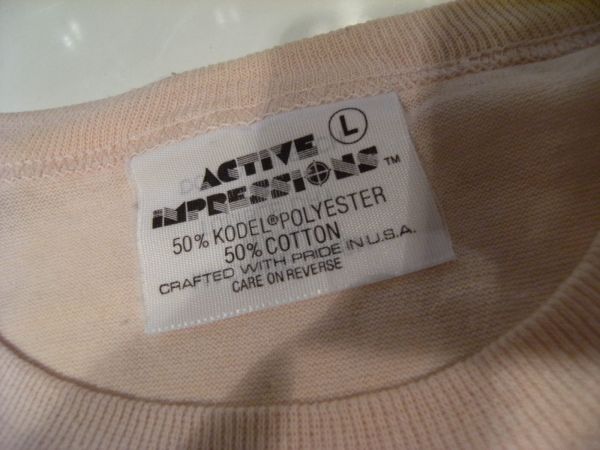 L
ACTIVE
IMPRESSIONS™
50% KODEL® POLYESTER
50% COTTON
CRAFTED WITH PRIDE IN U.S.A.
CARE ON REVERSE